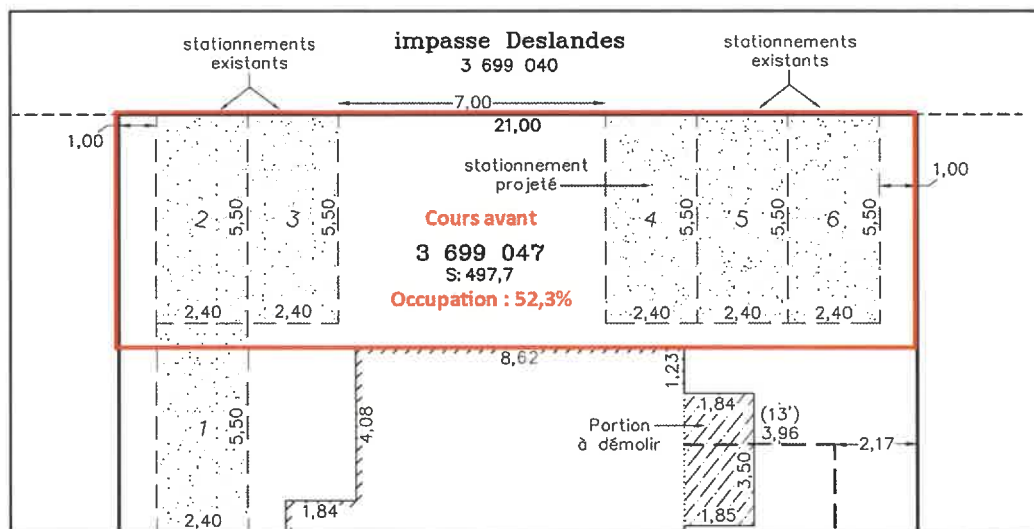 stationnements
existants
impasse Deslandes
3 699 040
stationnements
existants
7,00
21,00
1,00
1,00
stationnement
projeté
2
5,50
3
5,50
4
5,50
5
5,50
6
Cours avant
3 699 047
S: 497,7
Occupation : 52,3%
2,40
2,40
2,40
2,40
2,40
8,62
1,23
1
5,50
4,08
1,84
(13')
3,96
Portion
à démolir
2,17
3,50
2,40
1,84
1,85